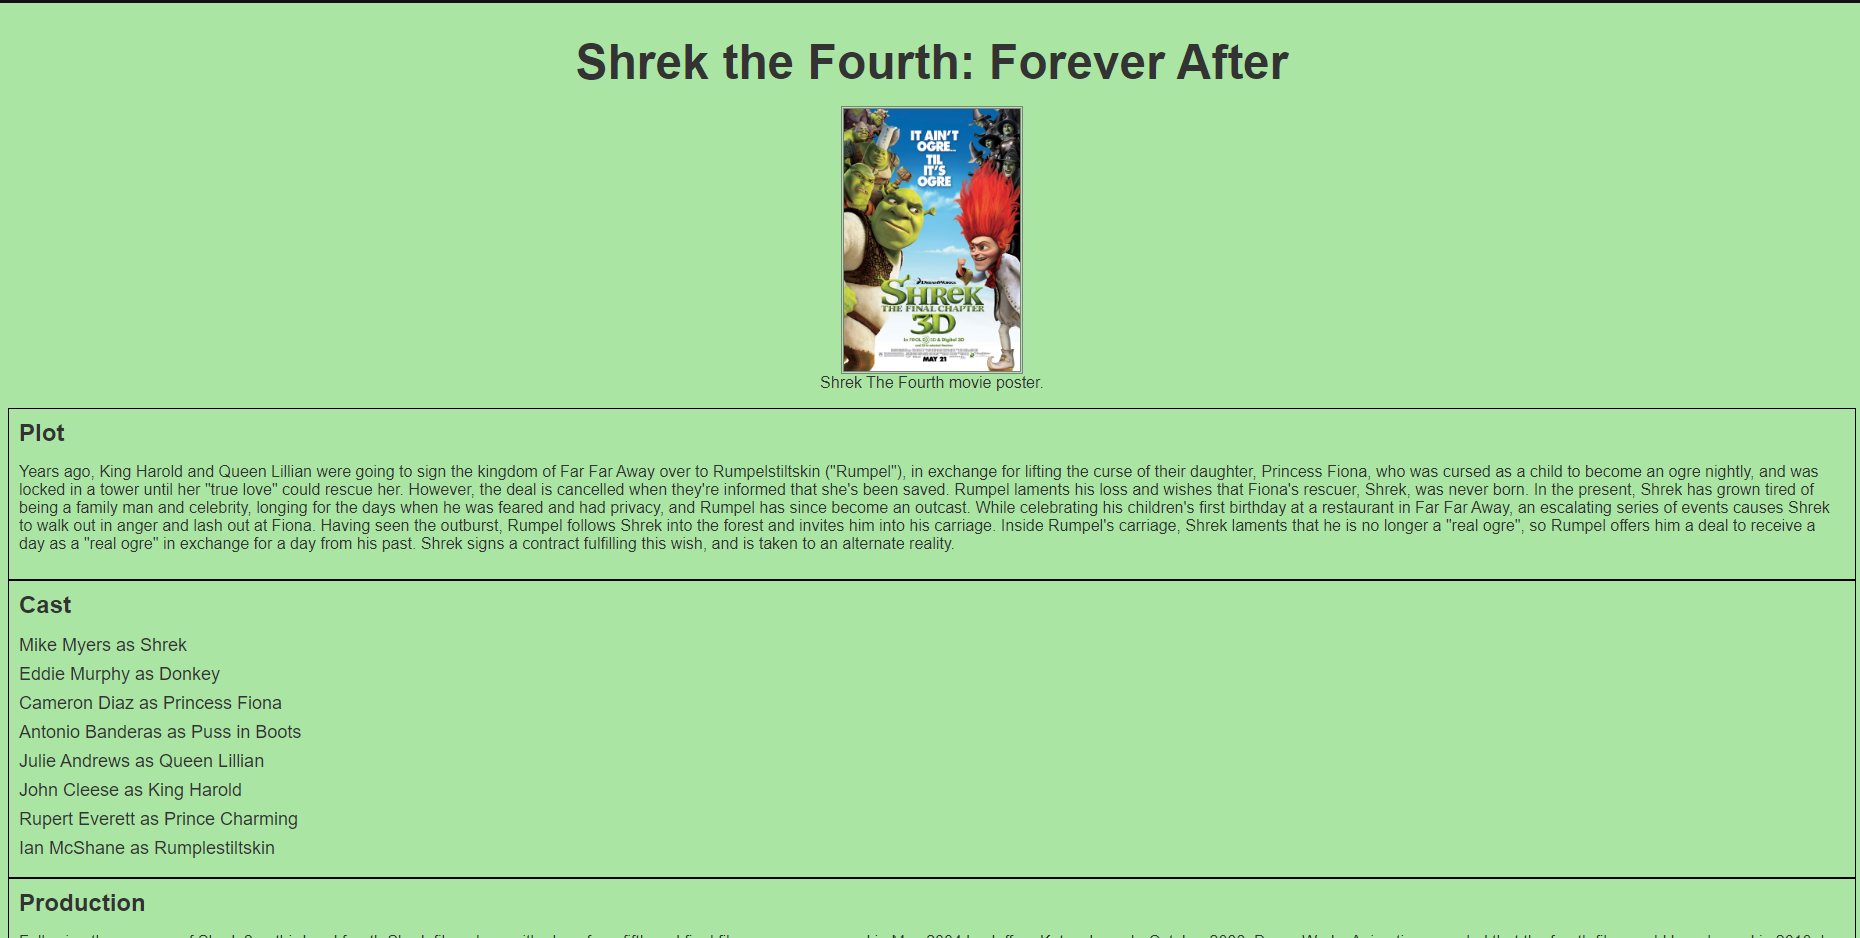 Shrek the Fourth: Forever After
IT AIN'T
OGRE...
TIL
IT'S
OGRE
SHREK
THE FINAL CHAPTER
3D
MAY 21
Shrek The Fourth movie poster.
Plot
Years ago, King Harold and Queen Lillian were going to sign the kingdom of Far Far Away over to Rumpelstiltskin ("Rumpel"), in exchange for lifting the curse of their daughter, Princess Fiona, who was cursed as a child to become an ogre nightly, and was
locked in a tower until her "true love" could rescue her. However, the deal is cancelled when they're informed that she's been saved. Rumpel laments his loss and wishes that Fiona's rescuer, Shrek, was never born. In the present, Shrek has grown tired of
being a family man and celebrity, longing for the days when he was feared and had privacy, and Rumpel has since become an outcast. While celebrating his children's first birthday at a restaurant in Far Far Away, an escalating series of events causes Shrek
to walk out in anger and lash out at Fiona. Having seen the outburst, Rumpel follows Shrek into the forest and invites him into his carriage. Inside Rumpel's carriage, Shrek laments that he is no longer a "real ogre", so Rumpel offers him a deal to receive a
day as a "real ogre" in exchange for a day from his past. Shrek signs a contract fulfilling this wish, and is taken to an alternate reality.
Cast
Mike Myers as Shrek
Eddie Murphy as Donkey
Cameron Diaz as Princess Fiona
Antonio Banderas as Puss in Boots
Julie Andrews as Queen Lillian
John Cleese as King Harold
Rupert Everett as Prince Charming
Ian McShane as Rumplestiltskin
Production